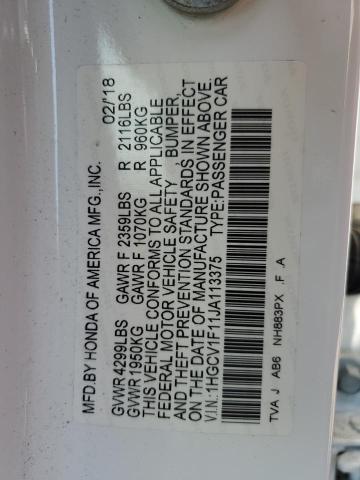 MFD.BY HONDA OF AMERICA MFG.,INC. 02/'18
GVWR 4299LBS GAWR F 2359LBS R 2116LBS
GVWR 1950KG GAWR F 1070KG R 960KG
THIS VEHICLE CONFORMS TO ALL APPLICABLE
FEDERAL MOTOR VEHICLE SAFETY , BUMPER,
AND THEFT PREVENTION STANDARDS IN EFFECT
ON THE DATE OF MANUFACTURE SHOWN ABOVE.
V.I.N:1HGCV1F11JA113375 TYPE:PASSENGER CAR
TVA J AB6 NH883PX .F .A